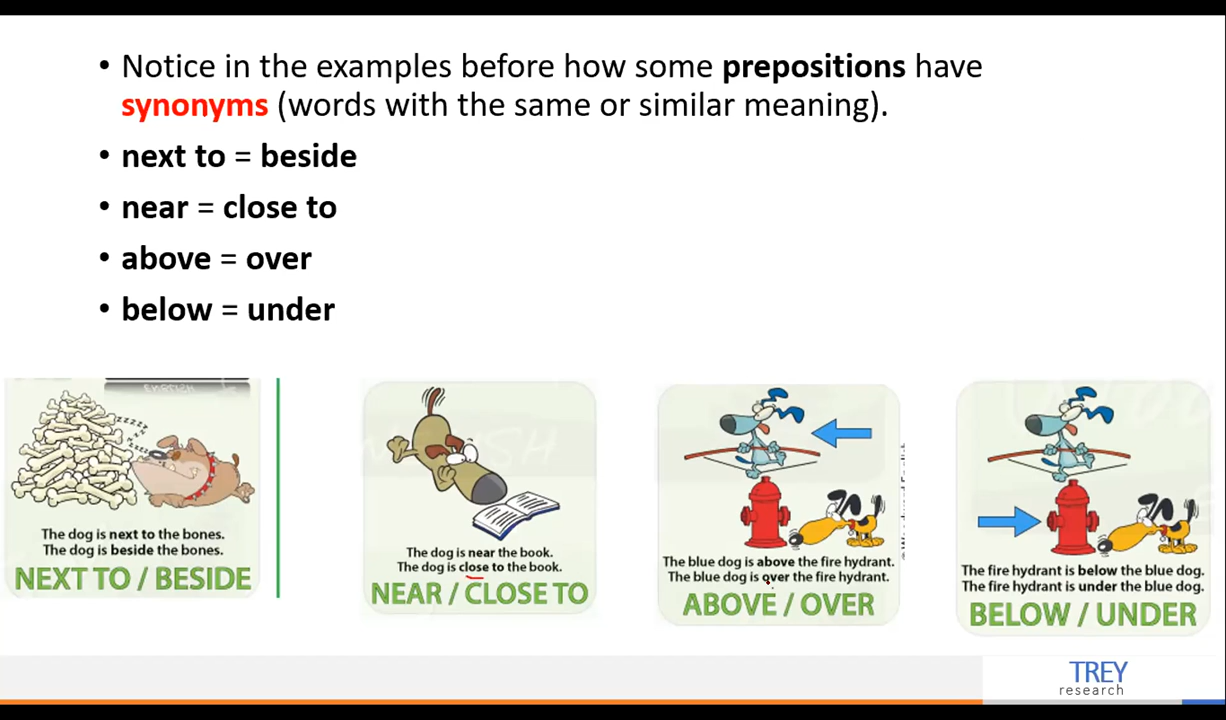 • Notice in the examples before how some prepositions have
synonyms (words with the same or similar meaning).
• next to = beside
• near = close to
• above = over
• below = under
The dog is next to the bones.
The dog is beside the bones.
NEXT TO / BESIDE
The dog is near the book.
The dog is close to the book.
NEAR / CLOSE TO
The blue dog is above the fire hydrant.
The blue dog is over the fire hydrant.
ABOVE / OVER
The fire hydrant is below the blue dog.
The fire hydrant is under the blue dog.
BELOW / UNDER
TREY
research